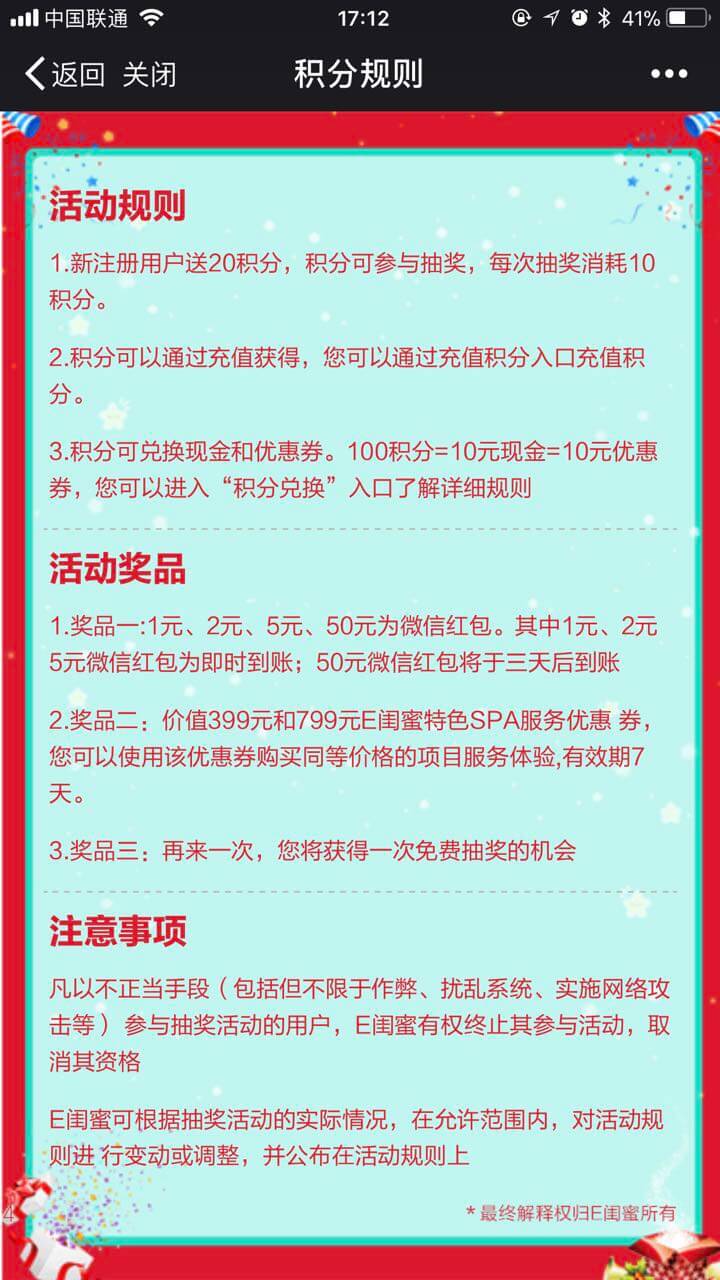 中国联通
17:12
41%
返回 关闭
积分规则
活动规则
1.新注册用户送20积分，积分可参与抽奖，每次抽奖消耗10
积分。
2.积分可以通过充值获得，您可以通过充值积分入口充值积
分。
3.积分可兑换现金和优惠券。100积分=10元现金=10元优惠
券，您可以进入“积分兑换”入口了解详细规则
活动奖品
1.奖品一:1元、2元、5元、50元为微信红包。其中1元、2元
5元微信红包为即时到账；50元微信红包将于三天后到账
2.奖品二：价值399元和799元E闺蜜特色SPA服务优惠 券，
您可以使用该优惠券购买同等价格的项目服务体验,有效期7
天。
3.奖品三：再来一次，您将获得一次免费抽奖的机会
注意事项
凡以不正当手段（包括但不限于作弊、扰乱系统、实施网络攻
击等） 参与抽奖活动的用户，E闺蜜有权终止其参与活动，取
消其资格
E闺蜜可根据抽奖活动的实际情况，在允许范围内，对活动规
则进 行变动或调整，并公布在活动规则上
*最终解释权归E闺蜜所有